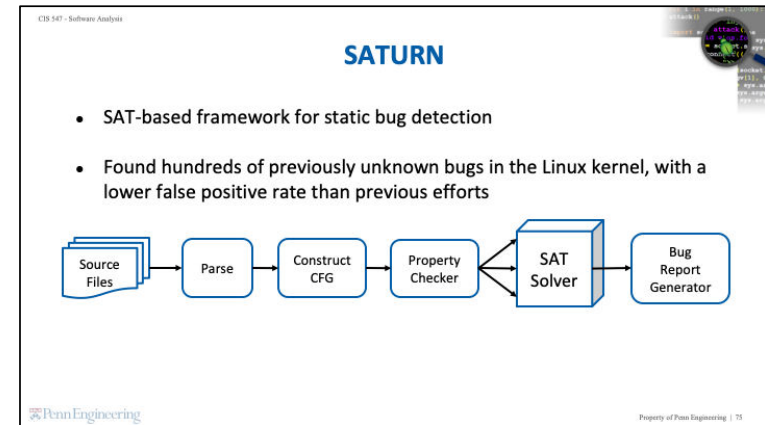 CIS 547 - Software Analysis
SATURN
• SAT-based framework for static bug detection
• Found hundreds of previously unknown bugs in the Linux kernel, with a
lower false positive rate than previous efforts
Source
Files
Parse
Construct
CFG
Property
Checker
SAT
Solver
Bug
Report
Generator
Penn Engineering
Property of Penn Engineering | 75